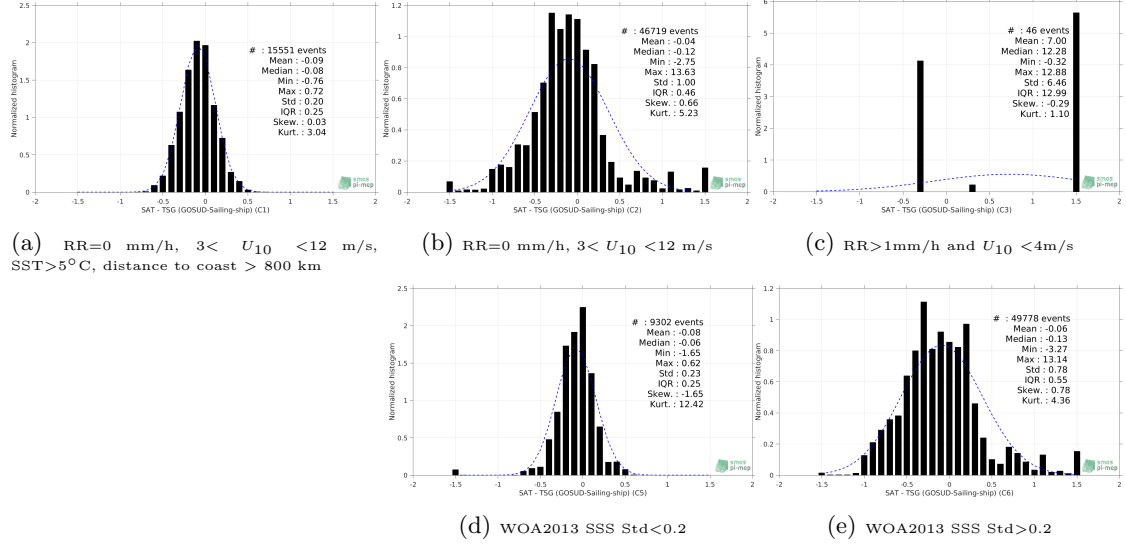 2.5
2
1.5
1
0.5
0
-2 -1.5 -1 -0.5 0 0.5 1 1.5 2
Normalized histogram
SAT - TSG (GOSUD-Sailing-ship) (C1)
# : 15551 events
Mean : -0.09
Median : -0.08
Min : -0.76
Max : 0.72
Std : 0.20
IQR : 0.25
Skew. : 0.03
Kurt. : 3.04
smos
pi-mep
(a) RR=0 mm/h, 3< U10 <12 m/s,
SST>5°C, distance to coast > 800 km
1.2
1
0.8
0.6
0.4
0.2
0
-2 -1.5 -1 -0.5 0 0.5 1 1.5 2
Normalized histogram
SAT - TSG (GOSUD-Sailing-ship) (C2)
# : 46719 events
Mean : -0.04
Median : -0.12
Min : -2.75
Max : 13.63
Std : 1.00
IQR : 0.46
Skew. : 0.66
Kurt. : 5.23
smos
pi-mep
(b) RR=0 mm/h, 3< U10 <12 m/s
6
5
4
3
2
1
0
-2 -1.5 -1 -0.5 0 0.5 1 1.5 2
Normalized histogram
SAT - TSG (GOSUD-Sailing-ship) (C3)
# : 46 events
Mean : 7.00
Median : 12.28
Min : -0.32
Max : 12.88
Std : 6.46
IQR : 12.99
Skew. : -0.29
Kurt. : 1.10
smos
pi-mep
(c) RR>1mm/h and U10 <4m/s
2.5
2
1.5
1
0.5
0
-2 -1.5 -1 -0.5 0 0.5 1 1.5 2
Normalized histogram
SAT - TSG (GOSUD-Sailing-ship) (C5)
# : 9302 events
Mean : -0.08
Median : -0.06
Min : -1.65
Max : 0.62
Std : 0.23
IQR : 0.25
Skew. : -1.65
Kurt. : 12.42
smos
pi-mep
(d) WOA2013 SSS Std<0.2
1.2
1
0.8
0.6
0.4
0.2
0
-2 -1.5 -1 -0.5 0 0.5 1 1.5 2
Normalized histogram
SAT - TSG (GOSUD-Sailing-ship) (C6)
# : 49778 events
Mean : -0.06
Median : -0.13
Min : -3.27
Max : 13.14
Std : 0.78
IQR : 0.55
Skew. : 0.78
Kurt. : 4.36
smos
pi-mep
(e) WOA2013 SSS Std>0.2